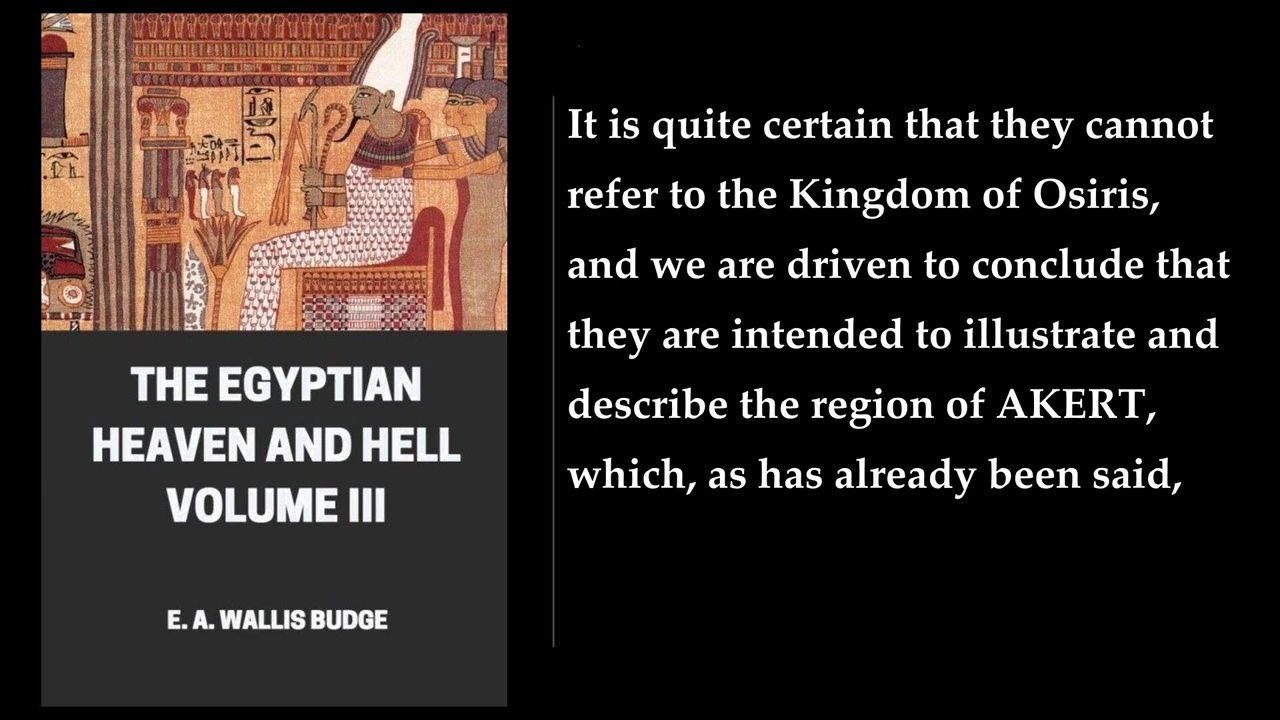 THE EGYPTIAN
HEAVEN AND HELL
VOLUME III
E. A. WALLIS BUDGE
It is quite certain that they cannot
refer to the Kingdom of Osiris,
and we are driven to conclude that
they are intended to illustrate and
describe the region of AKERT,
which, as has already been said,